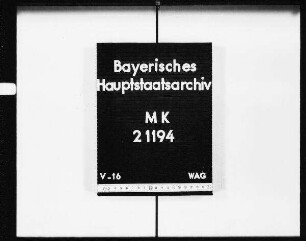 Bayerisches
Hauptstaatsarchiv
MK
21194
V-16 WAG